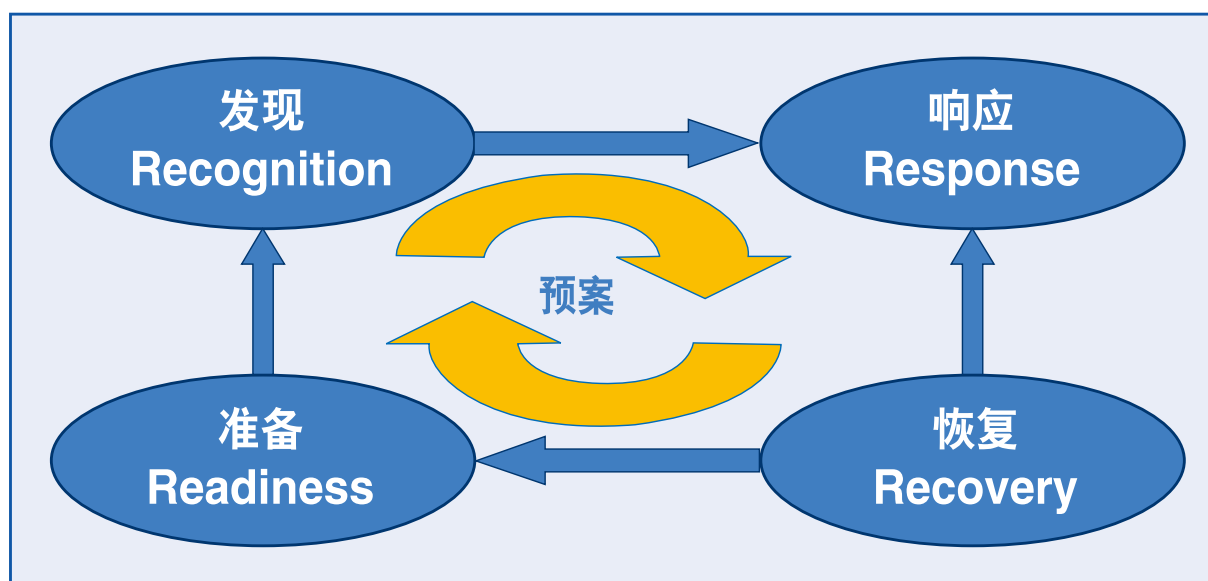 发现
Recognition
响应
Response
预案
准备
Readiness
恢复
Recovery